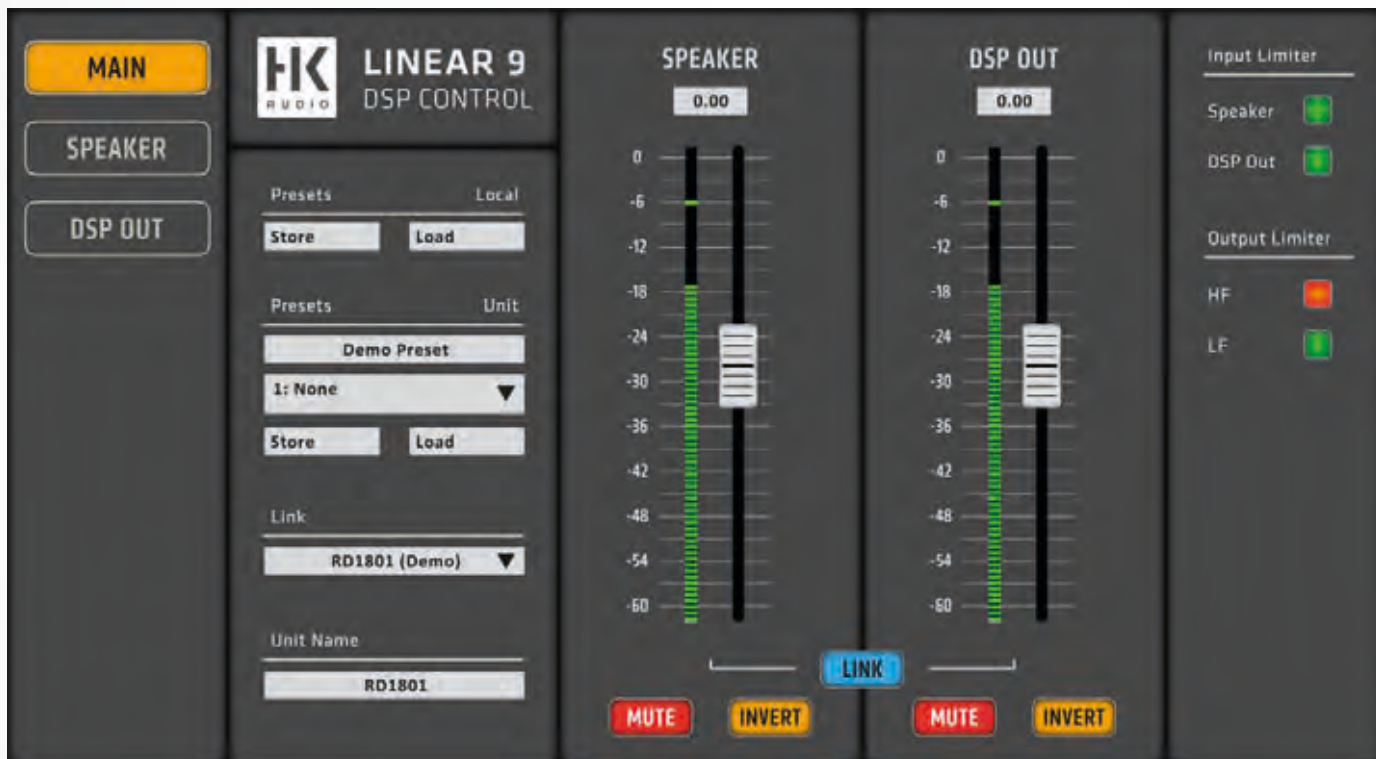 MAIN
SPEAKER
DSP OUT
HK
AUDIO
LINEAR 9
DSP CONTROL
Presets Local
Store Load
Presets Unit
Demo Preset
1: None
Store Load
Link
RD1801 (Demo)
Unit Name
RD1801
SPEAKER
0.00
0
-6
-12
-18
-24
-30
-36
-42
-48
-54
-60
MUTE INVERT
LINK
DSP OUT
0.00
0
-6
-12
-18
-24
-30
-36
-42
-48
-54
-60
MUTE INVERT
Input Limiter
Speaker
DSP Out
Output Limiter
HF
LF